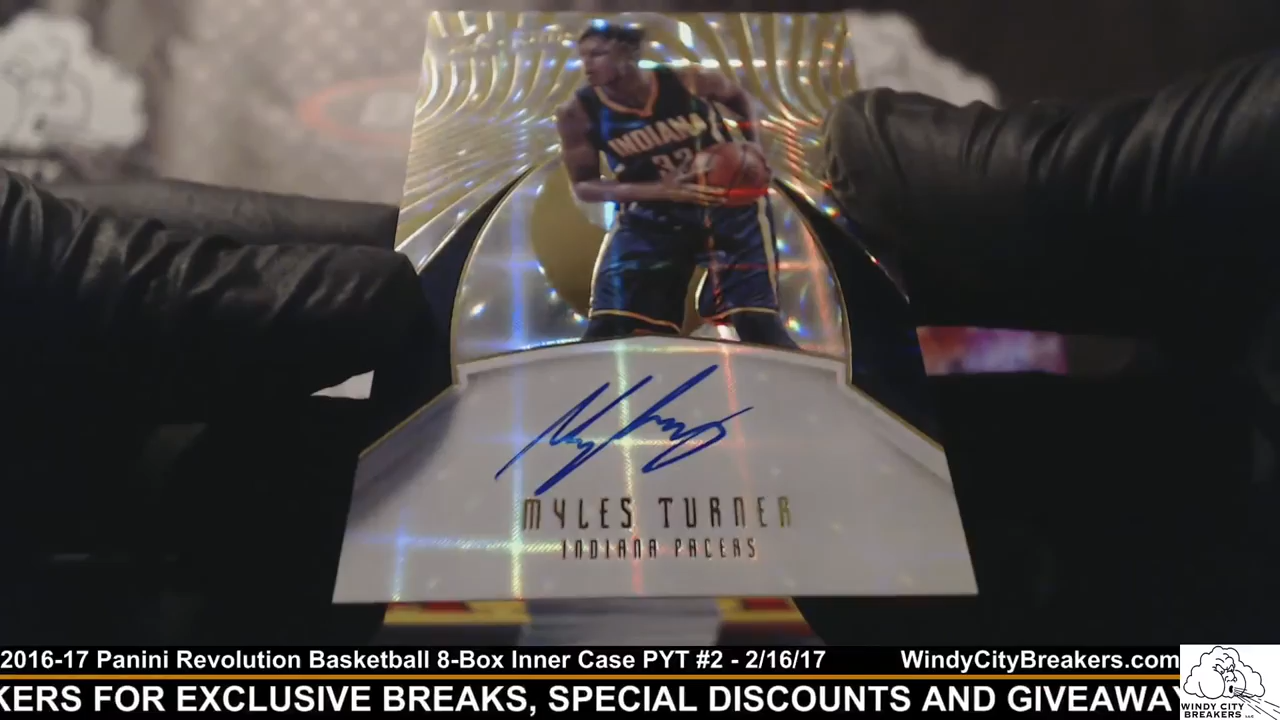 INDIANA
MYLES TURNER
INDIANA PACERS
2016-17 Panini Revolution Basketball 8-Box Inner Case PYT #2 - 2/16/17
WindyCityBreakers.com
KERS FOR EXCLUSIVE BREAKS, SPECIAL DISCOUNTS AND GIVEAWAY
WINDY CITY
BREAKERS LLC